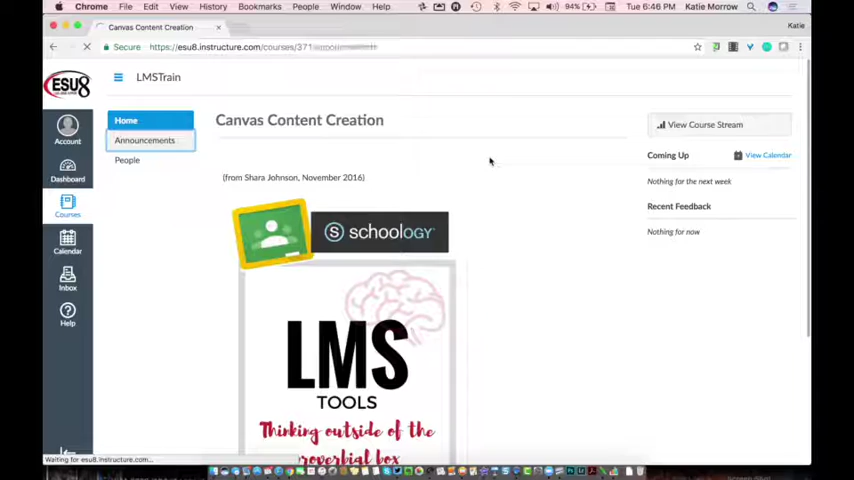 Chrome File Edit View History Bookmarks People Window Help 94% Tue 6:46 PM Katie Morrow
Canvas Content Creation Katie
Secure https://esu8.instructure.com/courses/371
ESU8
LMSTrain
Account
Dashboard
Courses
Calendar
Inbox
Help
Home
Announcements
People
Canvas Content Creation
(from Shara Johnson, November 2016)
S schoology
LMS
TOOLS
Thinking outside of the
proverbial box
View Course Stream
Coming Up View Calendar
Nothing for the next week
Recent Feedback
Nothing for now
Waiting for esu8.instructure.com...